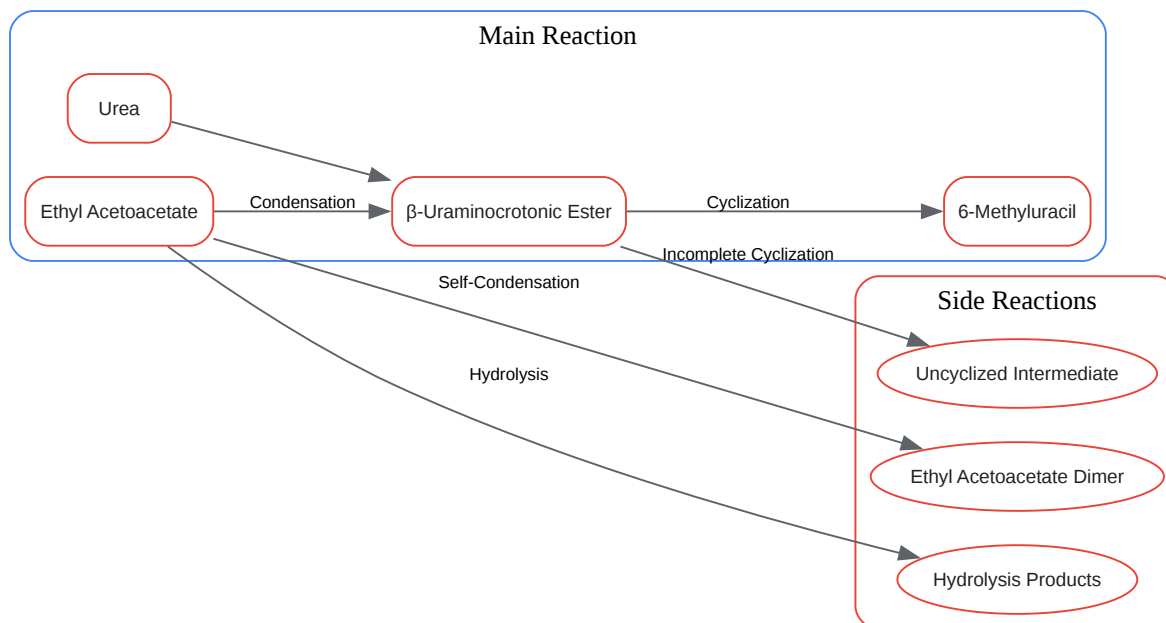 Main Reaction
Urea
Ethyl Acetoacetate
Condensation
β-Uraminocrotonic Ester
Cyclization
6-Methyluracil
Incomplete Cyclization
Self-Condensation
Hydrolysis
Side Reactions
Uncyclized Intermediate
Ethyl Acetoacetate Dimer
Hydrolysis Products